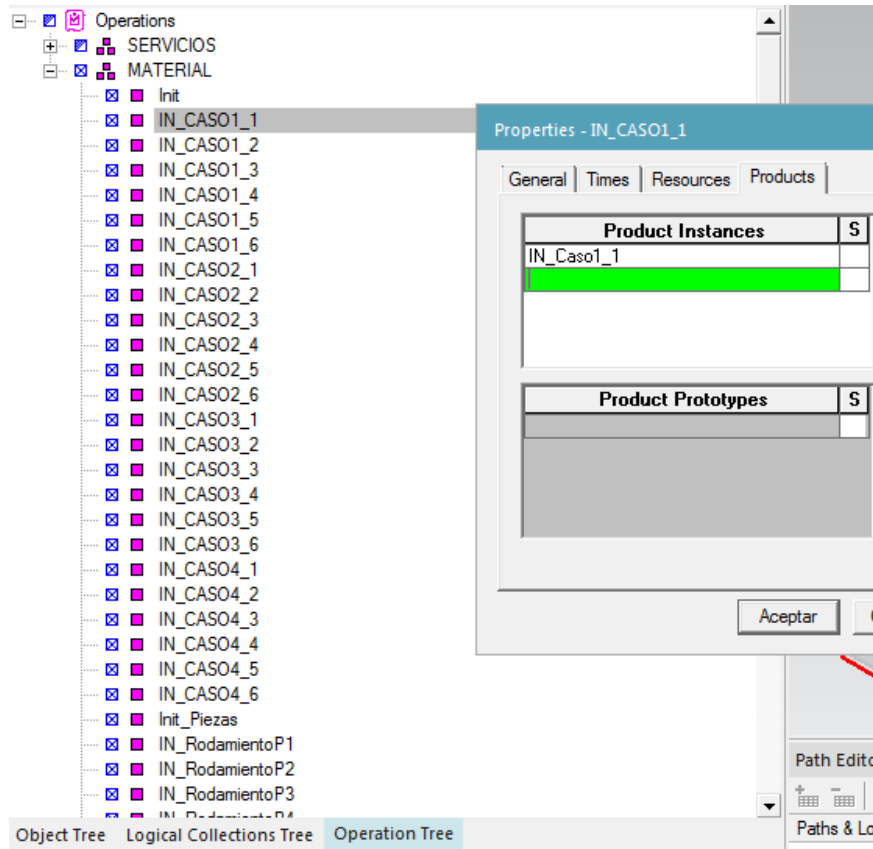 Operations
SERVICIOS
MATERIAL
Init
IN_CASO1_1
IN_CASO1_2
IN_CASO1_3
IN_CASO1_4
IN_CASO1_5
IN_CASO1_6
IN_CASO2_1
IN_CASO2_2
IN_CASO2_3
IN_CASO2_4
IN_CASO2_5
IN_CASO2_6
IN_CASO3_1
IN_CASO3_2
IN_CASO3_3
IN_CASO3_4
IN_CASO3_5
IN_CASO3_6
IN_CASO4_1
IN_CASO4_2
IN_CASO4_3
IN_CASO4_4
IN_CASO4_5
IN_CASO4_6
Init_Piezas
IN_RodamientoP1
IN_RodamientoP2
IN_RodamientoP3
Object Tree Logical Collections Tree Operation Tree
Properties - IN_CASO1_1
General Times Resources Products
Product Instances S
IN_Caso1_1
Product Prototypes S
Aceptar
Path Edito
Paths & Lo